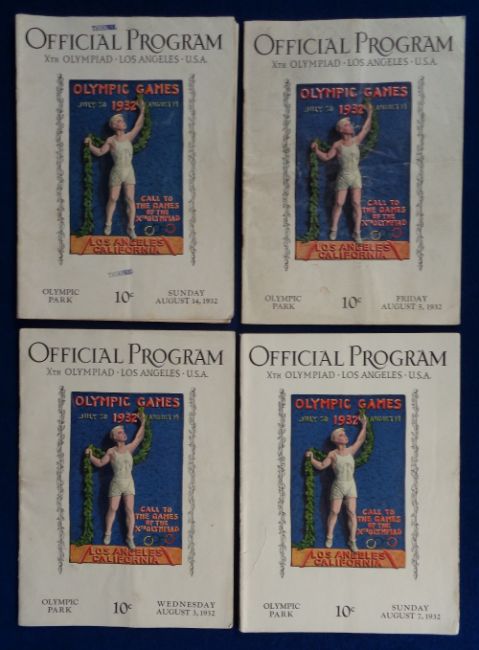 OFFICIAL PROGRAM
XTH OLYMPIAD · LOS ANGELES · U.S.A.
OLYMPIC GAMES
JULY 30 1932 AUGUST 14
CALL TO
THE GAMES
OF THE
XTH OLYMPIAD
LOS ANGELES
CALIFORNIA
OLYMPIC
PARK
10¢
SUNDAY
AUGUST 14, 1932
OFFICIAL PROGRAM
XTH OLYMPIAD · LOS ANGELES · U.S.A.
OLYMPIC GAMES
JULY 30 1932 AUGUST 14
CALL TO
THE GAMES
OF THE
XTH OLYMPIAD
LOS ANGELES
CALIFORNIA
OLYMPIC
PARK
10¢
FRIDAY
AUGUST 5, 1932
OFFICIAL PROGRAM
XTH OLYMPIAD · LOS ANGELES · U.S.A.
OLYMPIC GAMES
JULY 30 1932 AUGUST 14
CALL TO
THE GAMES
OF THE
XTH OLYMPIAD
LOS ANGELES
CALIFORNIA
OLYMPIC
PARK
10¢
WEDNESDAY
AUGUST 3, 1932
OFFICIAL PROGRAM
XTH OLYMPIAD · LOS ANGELES · U.S.A.
OLYMPIC GAMES
JULY 30 1932 AUGUST 14
CALL TO
THE GAMES
OF THE
XTH OLYMPIAD
LOS ANGELES
CALIFORNIA
OLYMPIC
PARK
10¢
SUNDAY
AUGUST 7, 1932